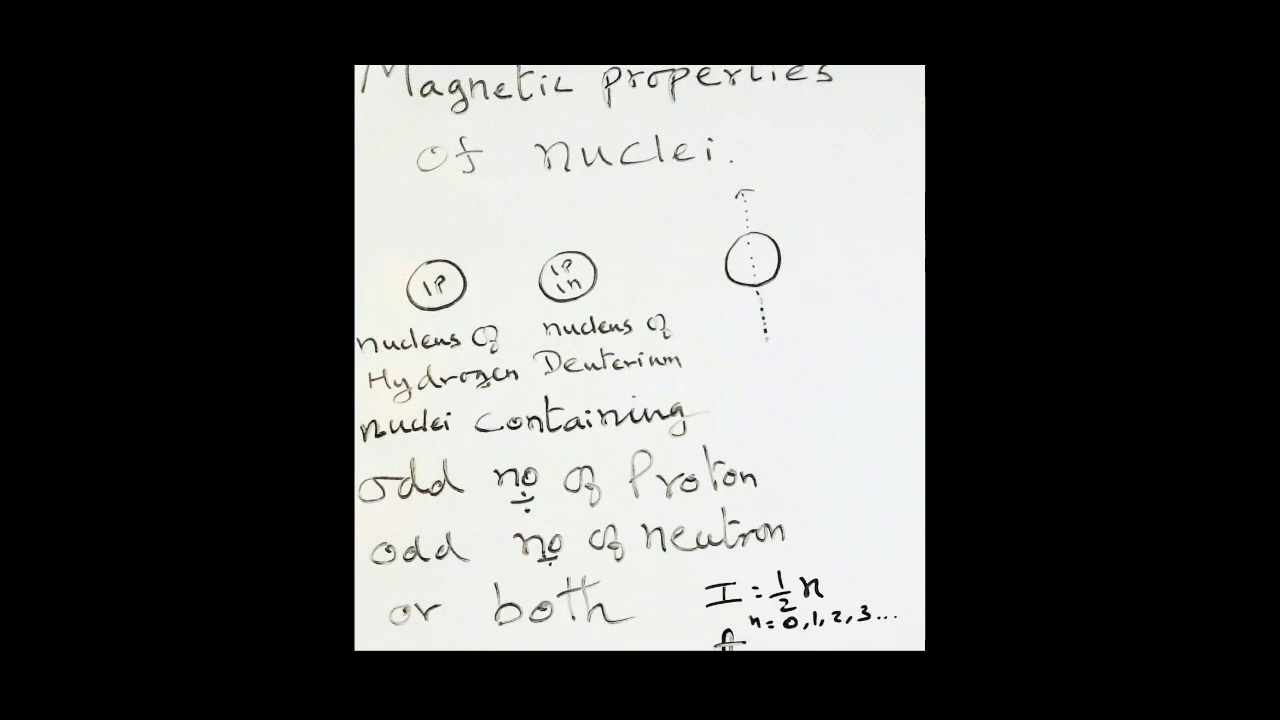 Magnetic properties
of nuclei.
1P
1P
1n
nucleus of
Hydrogen
nucleus of
Deuterium
nuclei containing
odd no of Proton
odd no of neutron
or both
I = 1/2 n
n = 0, 1, 2, 3...